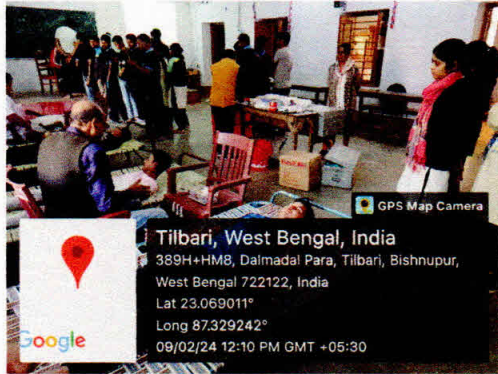 GPS Map Camera
Tilbari, West Bengal, India
389H+HM8, Dalmadal Para, Tilbari, Bishnupur,
West Bengal 722122, India
Lat 23.069011°
Long 87.329242°
09/02/24 12:10 PM GMT +05:30
Google